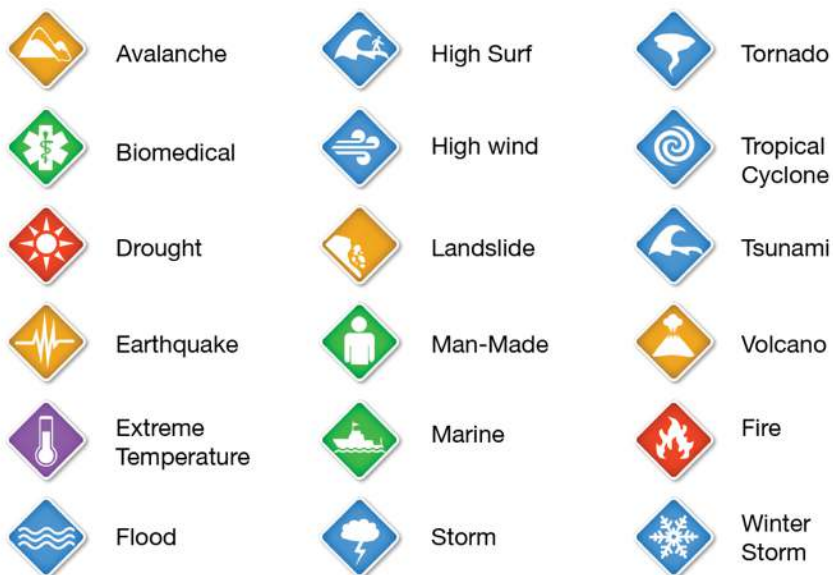 Avalanche
High Surf
Tornado
Biomedical
High wind
Tropical
Cyclone
Drought
Landslide
Tsunami
Earthquake
Man-Made
Volcano
Extreme
Temperature
Marine
Fire
Flood
Storm
Winter
Storm